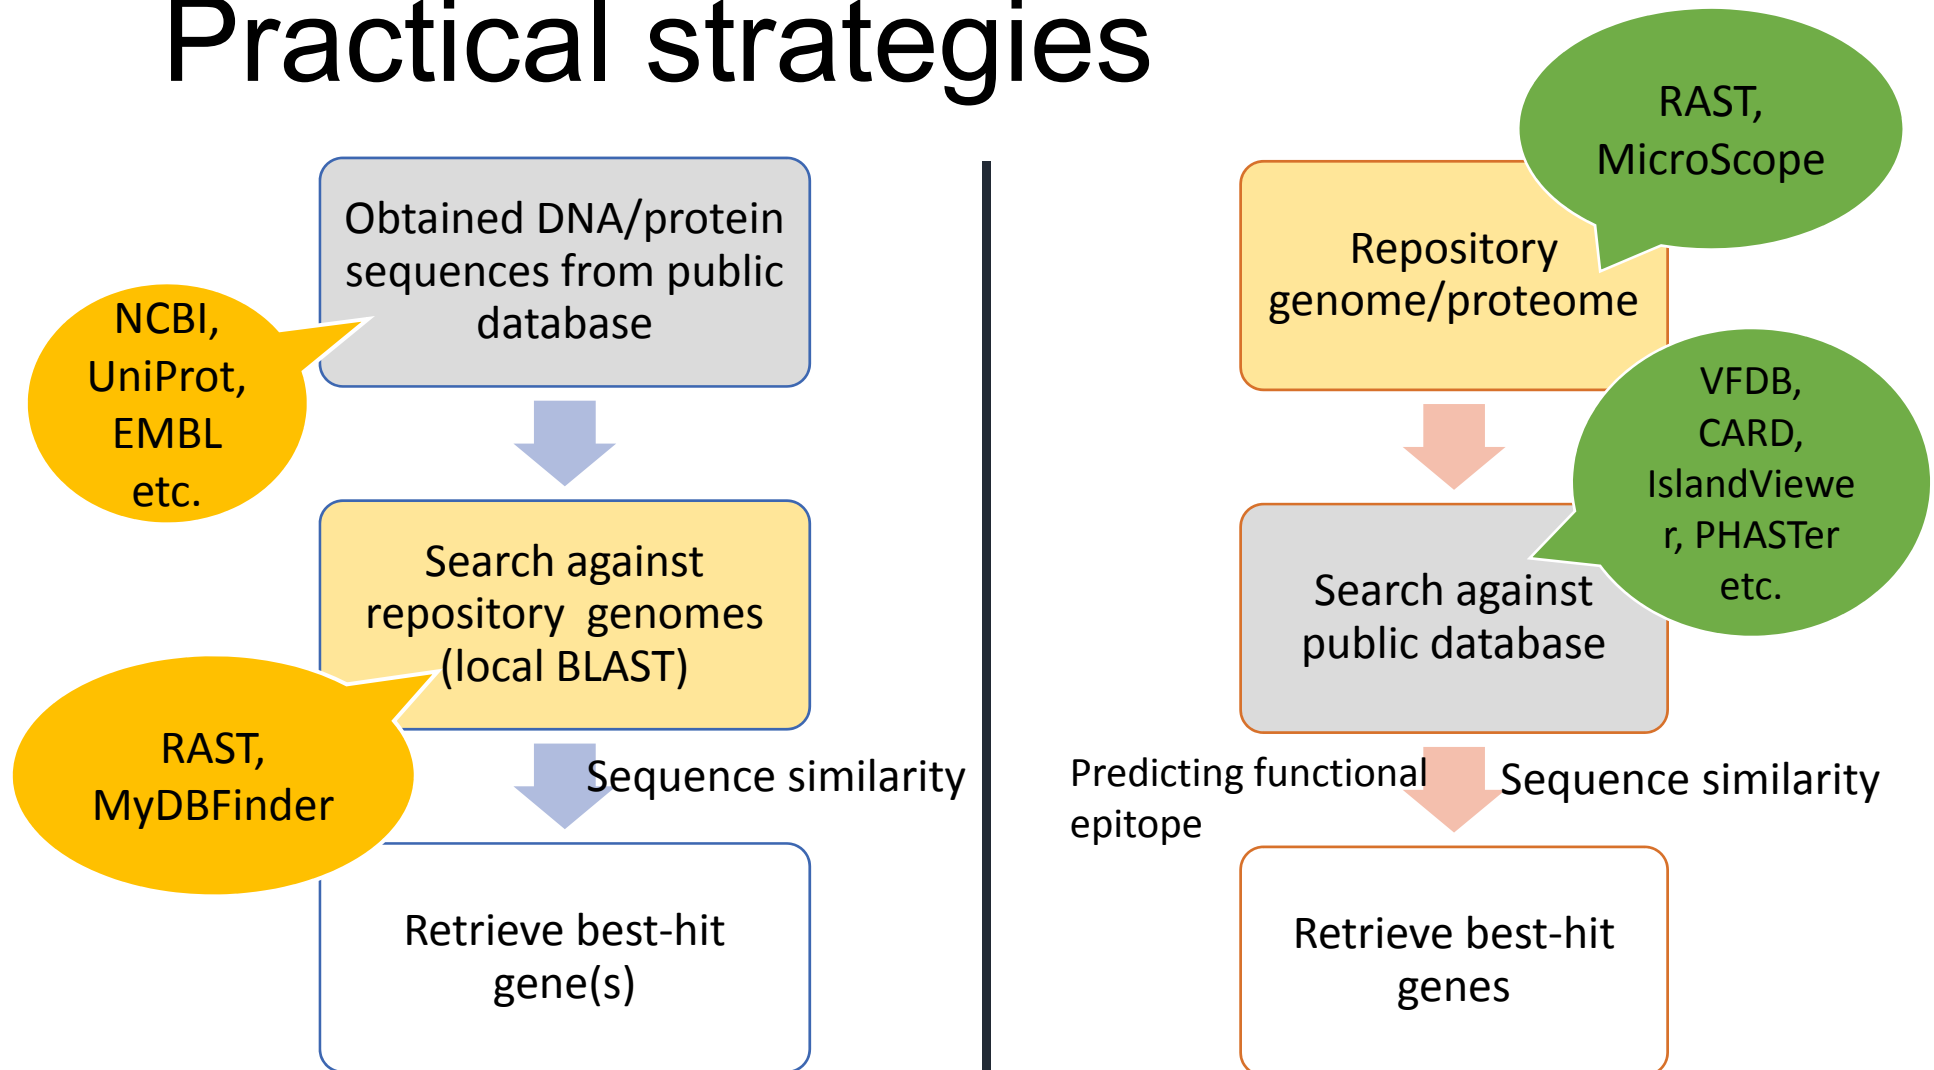 Practical strategies
Obtained DNA/protein
sequences from public
database
NCBI,
UniProt,
EMBL
etc.
Search against
repository genomes
(local BLAST)
RAST,
MyDBFinder
Sequence similarity
Retrieve best-hit
gene(s)
RAST,
MicroScope
Repository
genome/proteome
VFDB,
CARD,
IslandViewe
r, PHASTer
etc.
Search against
public database
Predicting functional
epitope
Sequence similarity
Retrieve best-hit
genes